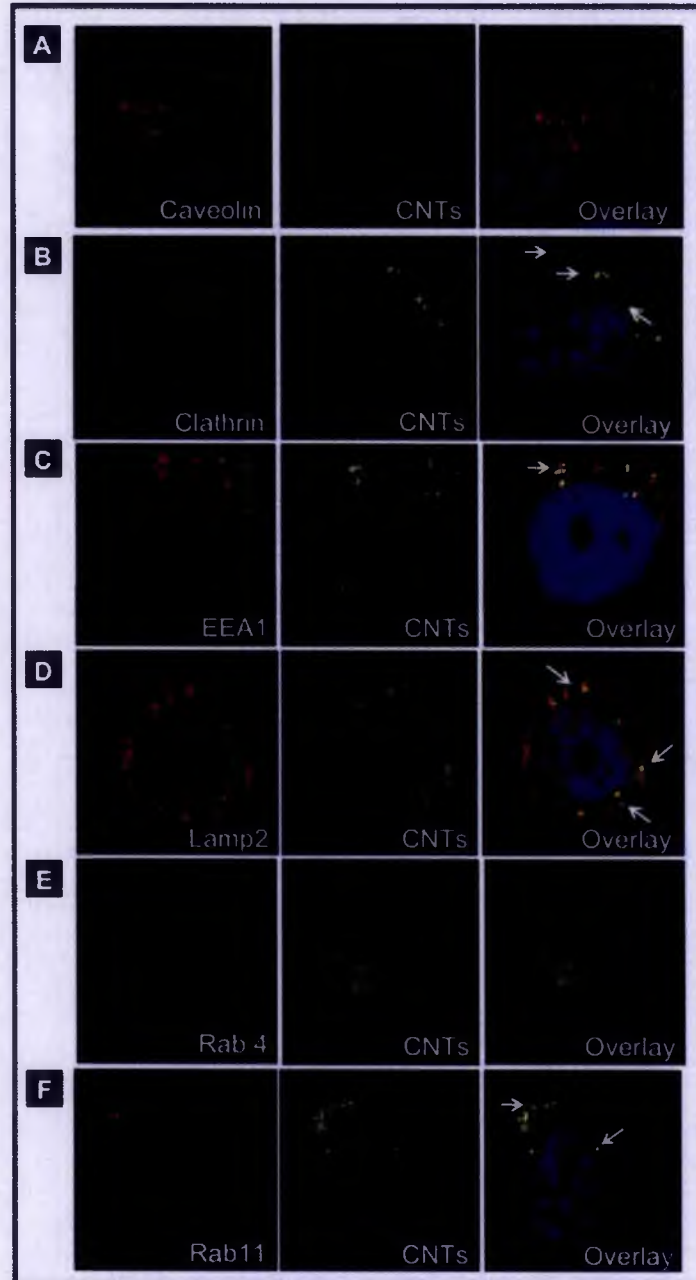 A
Caveolin CNTs Overlay
B
Clathrin CNTs Overlay
C
EEA1 CNTs Overlay
D
Lamp2 CNTs Overlay
E
Rab 4 CNTs Overlay
F
Rab11 CNTs Overlay